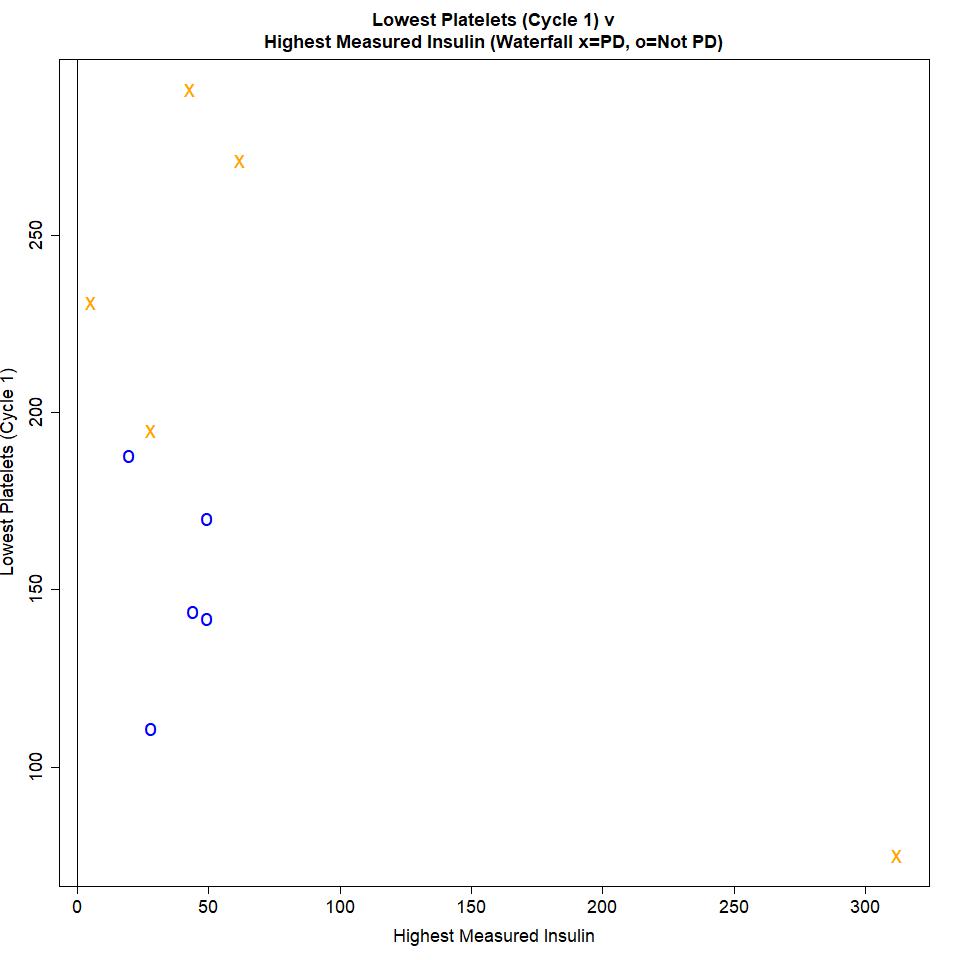 Lowest Platelets (Cycle 1) v
Highest Measured Insulin (Waterfall x=PD, o=Not PD)
Lowest Platelets (Cycle 1)
250
200
150
100
X
X
X
X
O
O
O
O
O
X
0 50 100 150 200 250 300
Highest Measured Insulin